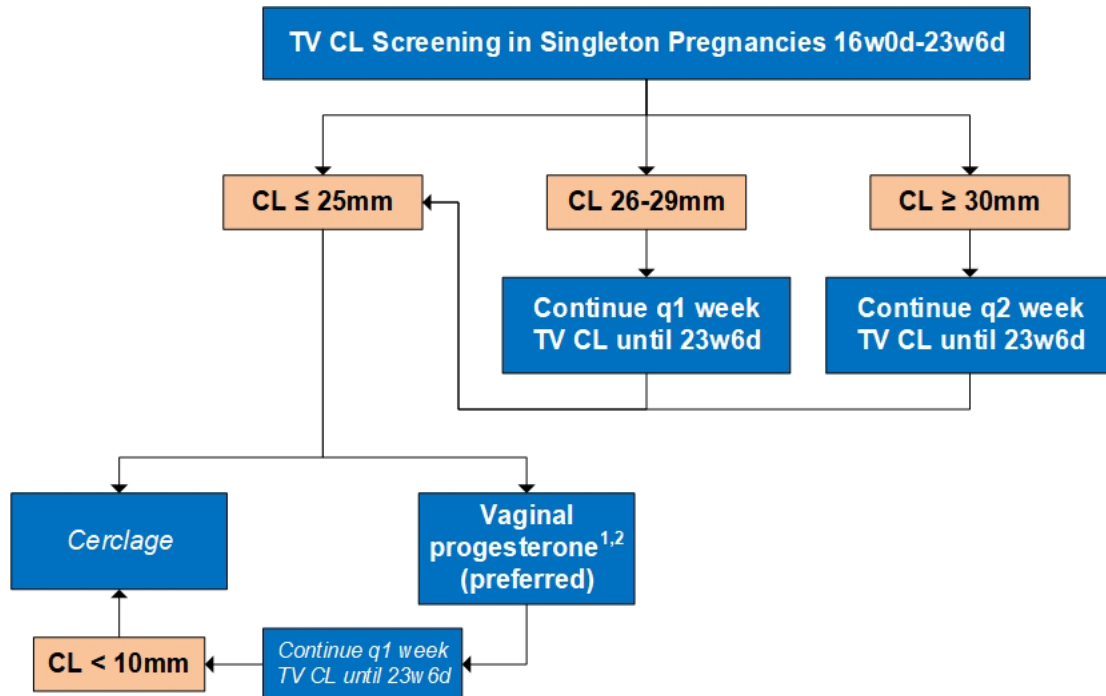 TV CL Screening in Singleton Pregnancies 16w0d-23w6d
CL ≤ 25mm
CL 26-29mm
CL ≥ 30mm
Continue q1 week
TV CL until 23w6d
Continue q2 week
TV CL until 23w6d
Cerclage
Vaginal
progesterone1,2
(preferred)
CL < 10mm
Continue q1 week
TV CL until 23w6d